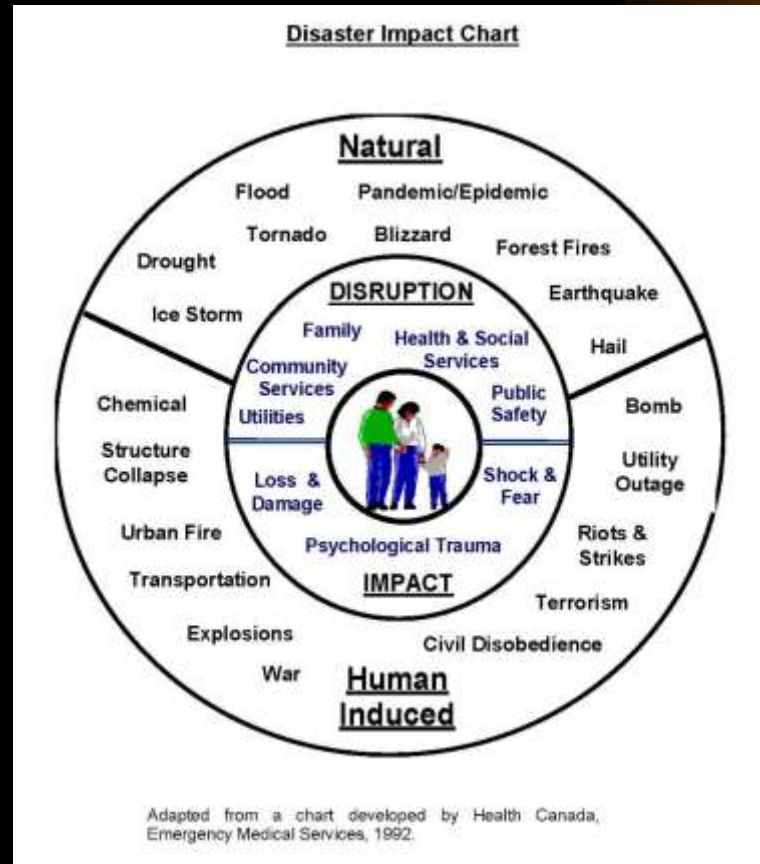 Disaster Impact Chart
Natural
Flood
Pandemic/Epidemic
Tornado
Blizzard
Forest Fires
Drought
Earthquake
Ice Storm
Hail
DISRUPTION
Family
Health & Social
Services
Community
Services
Utilities
Public
Safety
Loss &
Damage
Shock &
Fear
Psychological Trauma
IMPACT
Chemical
Structure
Collapse
Urban Fire
Transportation
Explosions
War
Bomb
Utility
Outage
Riots &
Strikes
Terrorism
Civil Disobedience
Human
Induced
Adapted from a chart developed by Health Canada,
Emergency Medical Services, 1992.